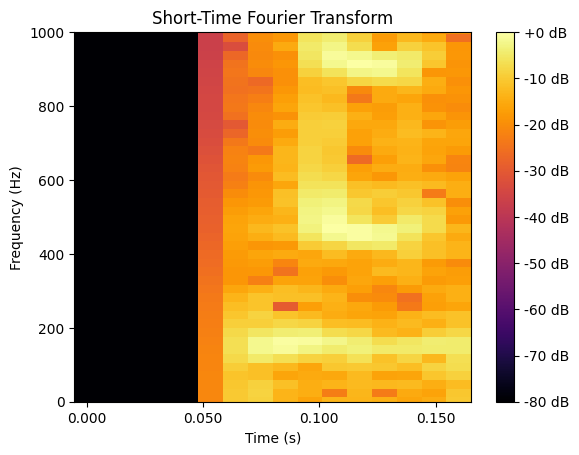 Short-Time Fourier Transform
Frequency (Hz)
1000
800
600
400
200
0
0.000
0.050
0.100
0.150
Time (s)
+0 dB
-10 dB
-20 dB
-30 dB
-40 dB
-50 dB
-60 dB
-70 dB
-80 dB